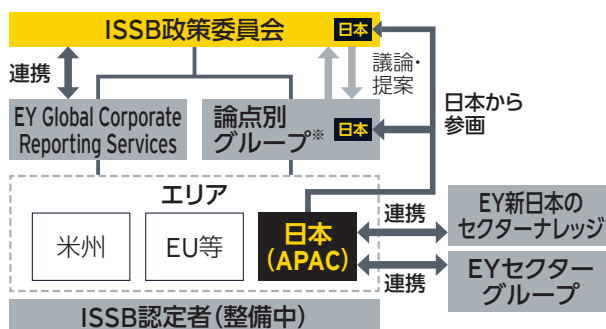 ISSB政策委員会 日本
連携
議論・
提案
EY Global Corporate
Reporting Services
論点別
グループ※ 日本
日本から
参画
エリア
米州
EU等
日本
(APAC)
連携
連携
EY新日本の
セクターナレッジ
EYセクター
グループ
ISSB認定者(整備中)